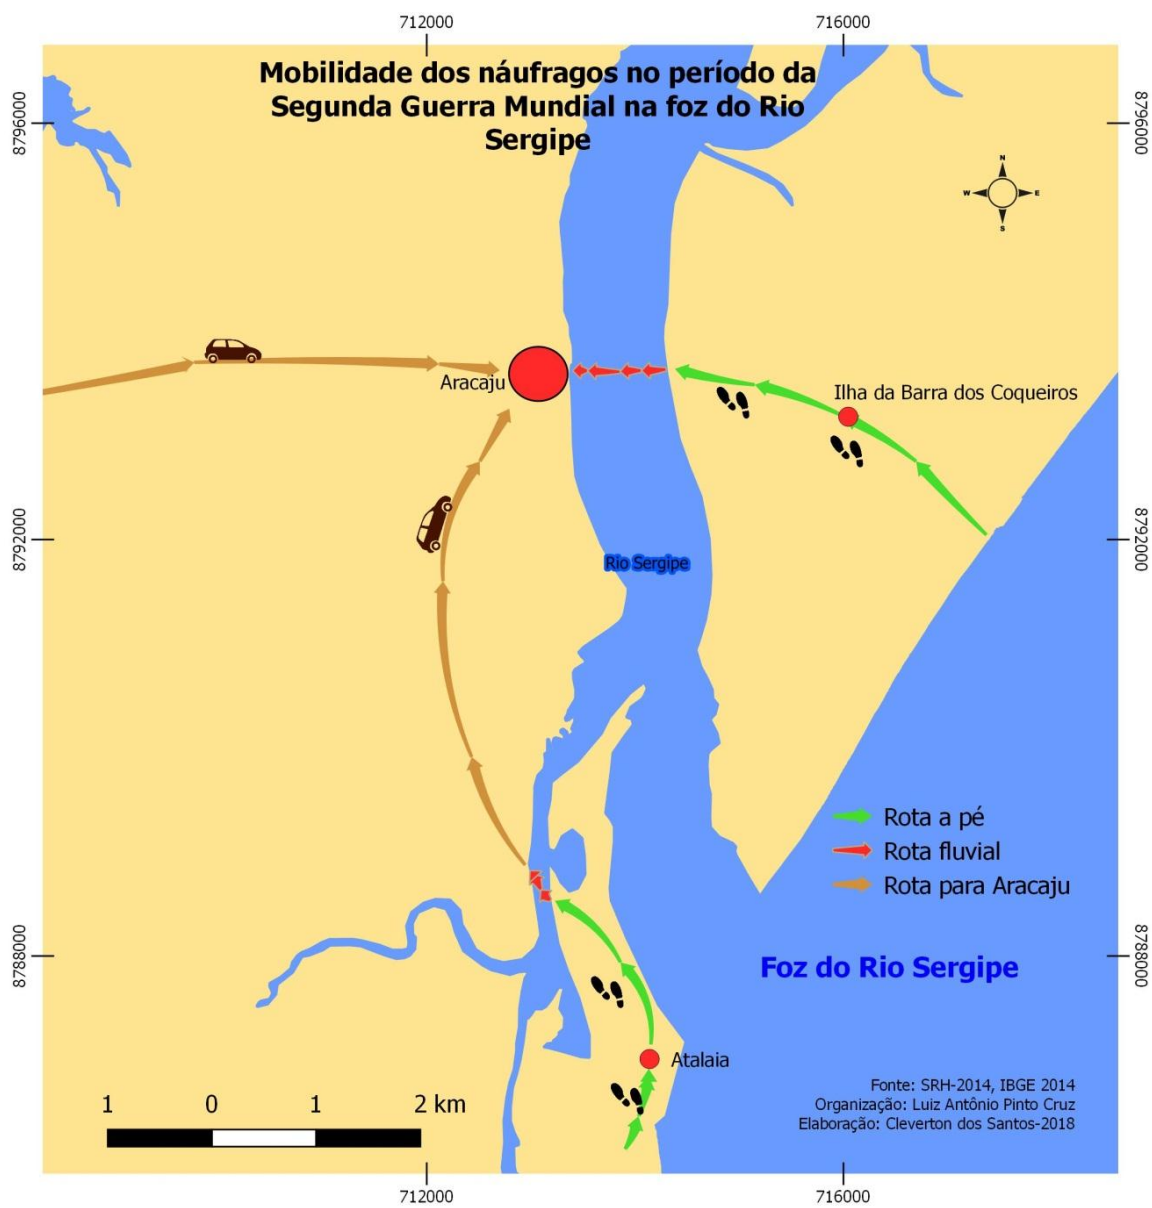 712000
716000
Mobilidade dos náufragos no período da
Segunda Guerra Mundial na foz do Rio
Sergipe
8796000
8796000
N
W
E
S
Aracaju
Ilha da Barra dos Coqueiros
8792000
8792000
Rio Sergipe
Rota a pé
Rota fluvial
Rota para Aracaju
8788000
8788000
Foz do Rio Sergipe
Atalaia
Fonte: SRH-2014, IBGE 2014
Organização: Luiz Antônio Pinto Cruz
Elaboração: Cleverton dos Santos-2018
1 0 1 2 km
712000
716000